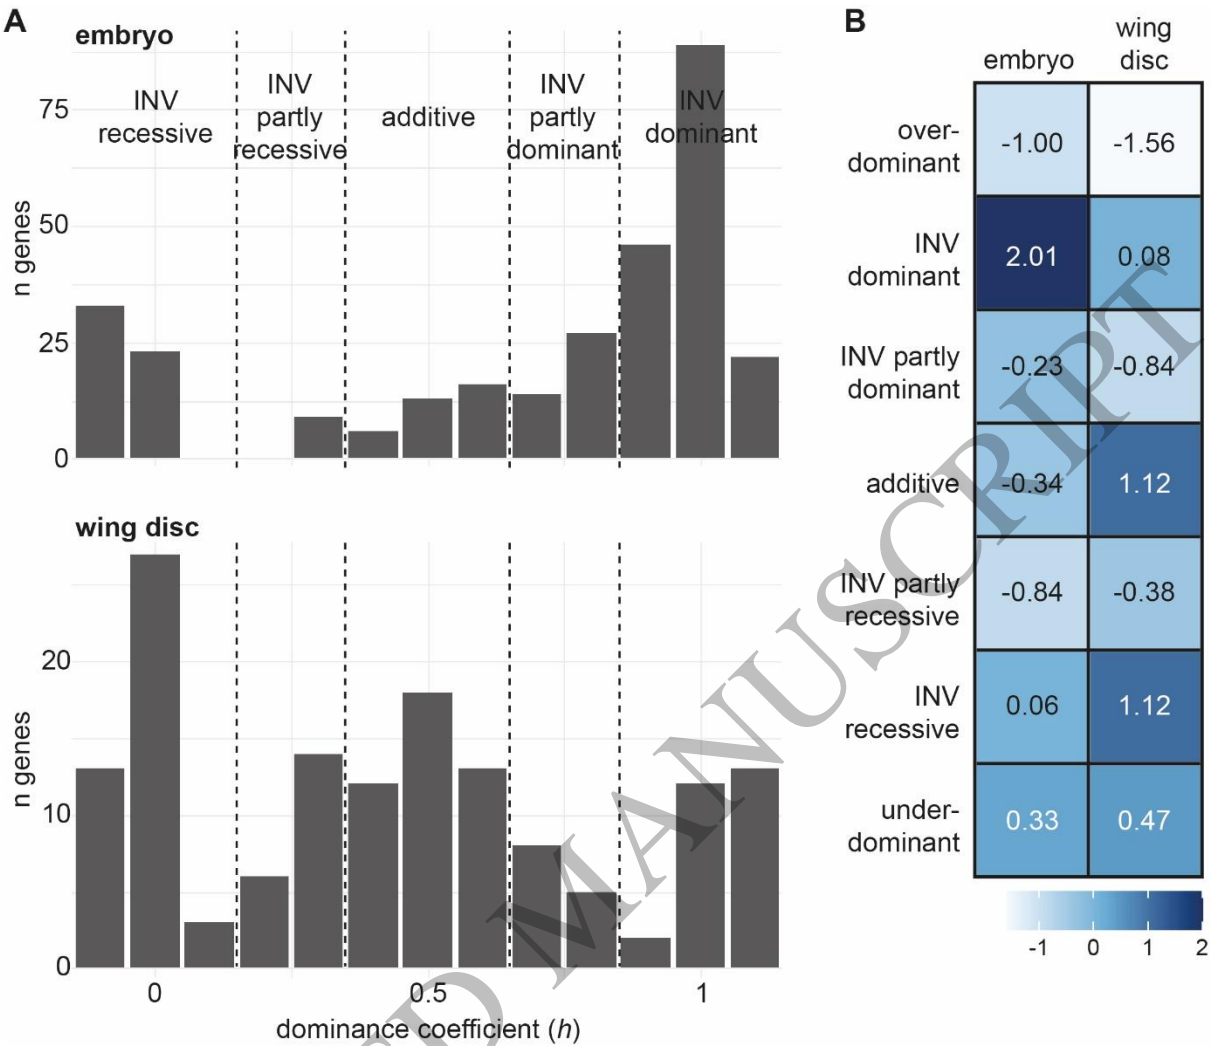 A
embryo
INV
recessive
INV
partly
recessive
additive
INV
partly
dominant
INV
dominant
75
50
25
0
n genes
wing disc
20
10
0
n genes
0
0.5
1
dominance coefficient (h)
B
embryo
wing
disc
over-
dominant
-1.00
-1.56
INV
dominant
2.01
0.08
INV partly
dominant
-0.23
-0.84
additive
-0.34
1.12
INV partly
recessive
-0.84
-0.38
INV
recessive
0.06
1.12
under-
dominant
0.33
0.47
-1
0
1
2
D MANUSCRIPT